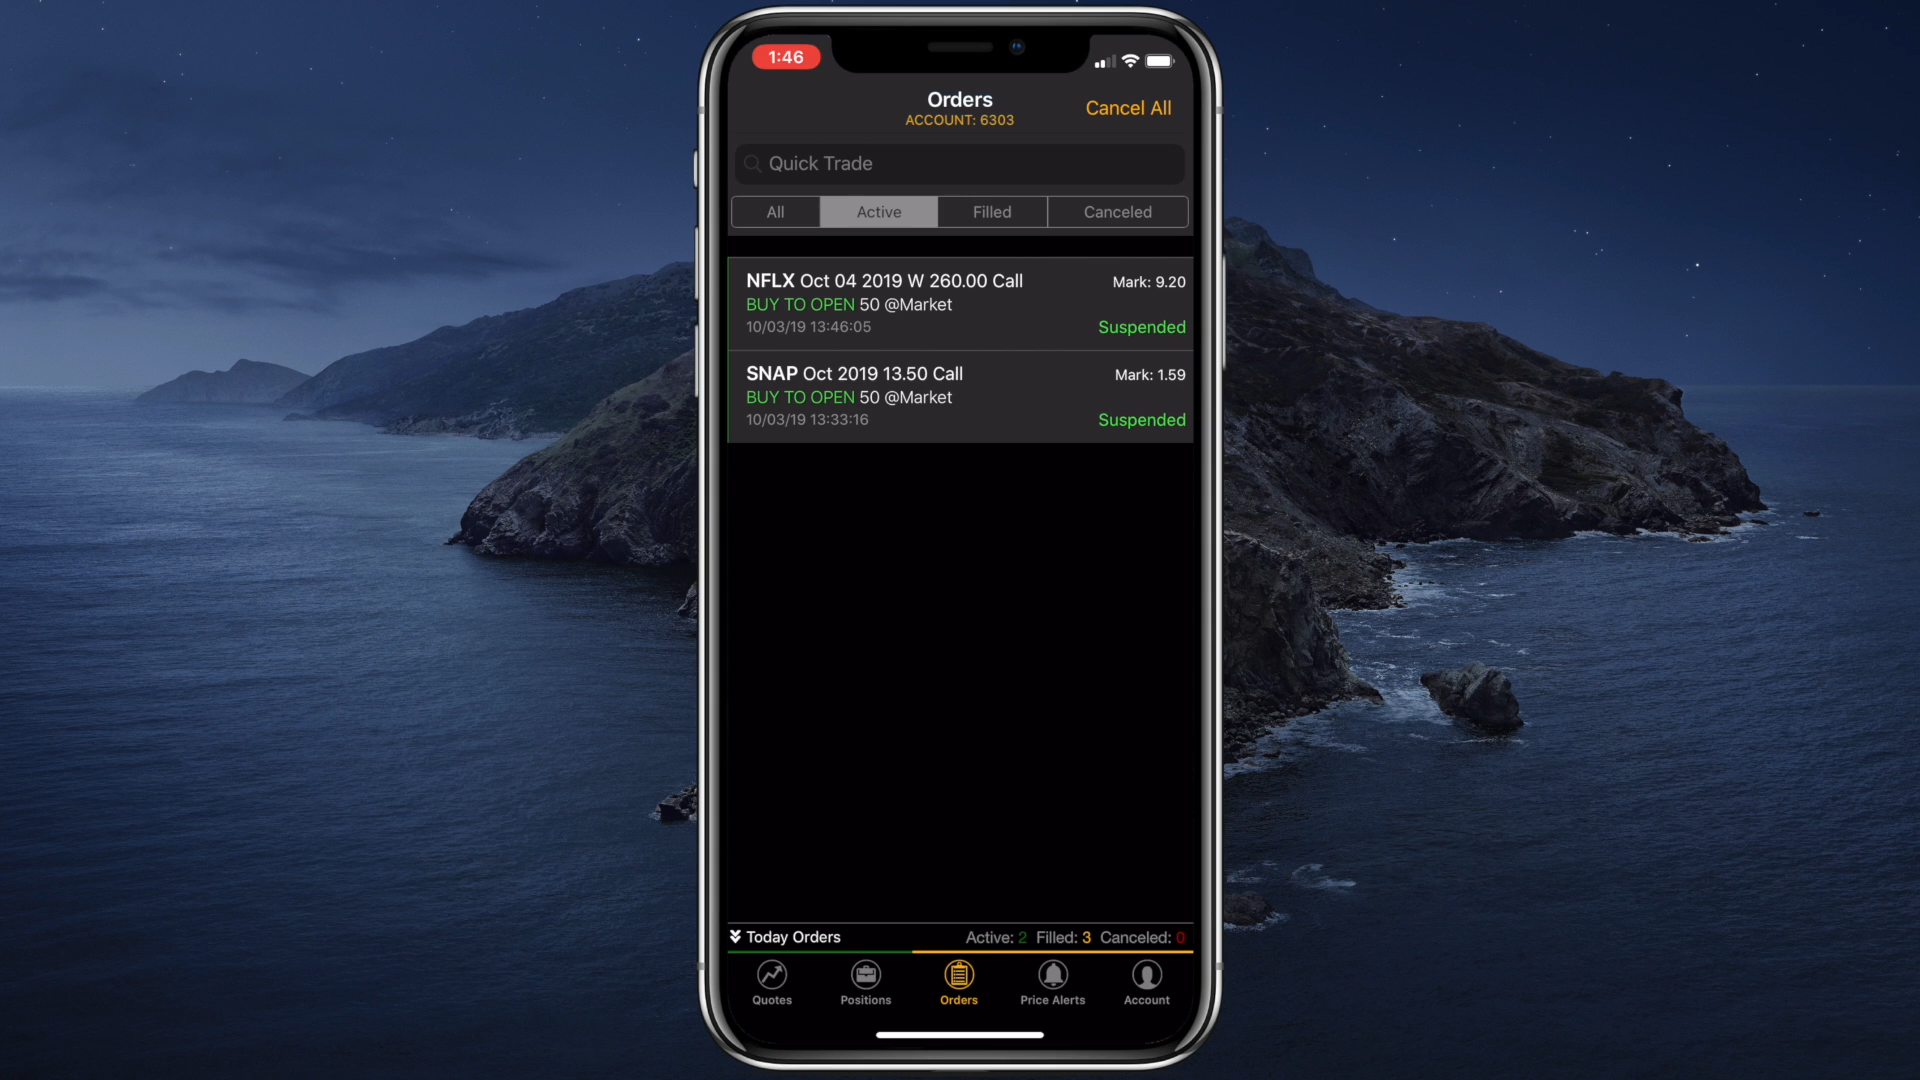 1:46
Orders
ACCOUNT: 6303
Cancel All
Quick Trade
All Active Filled Canceled
NFLX Oct 04 2019 W 260.00 Call Mark: 9.20
BUY TO OPEN 50 @Market
10/03/19 13:46:05 Suspended
SNAP Oct 2019 13.50 Call Mark: 1.59
BUY TO OPEN 50 @Market
10/03/19 13:33:16 Suspended
Today Orders Active: 2 Filled: 3 Canceled: 0
Quotes Positions Orders Price Alerts Account